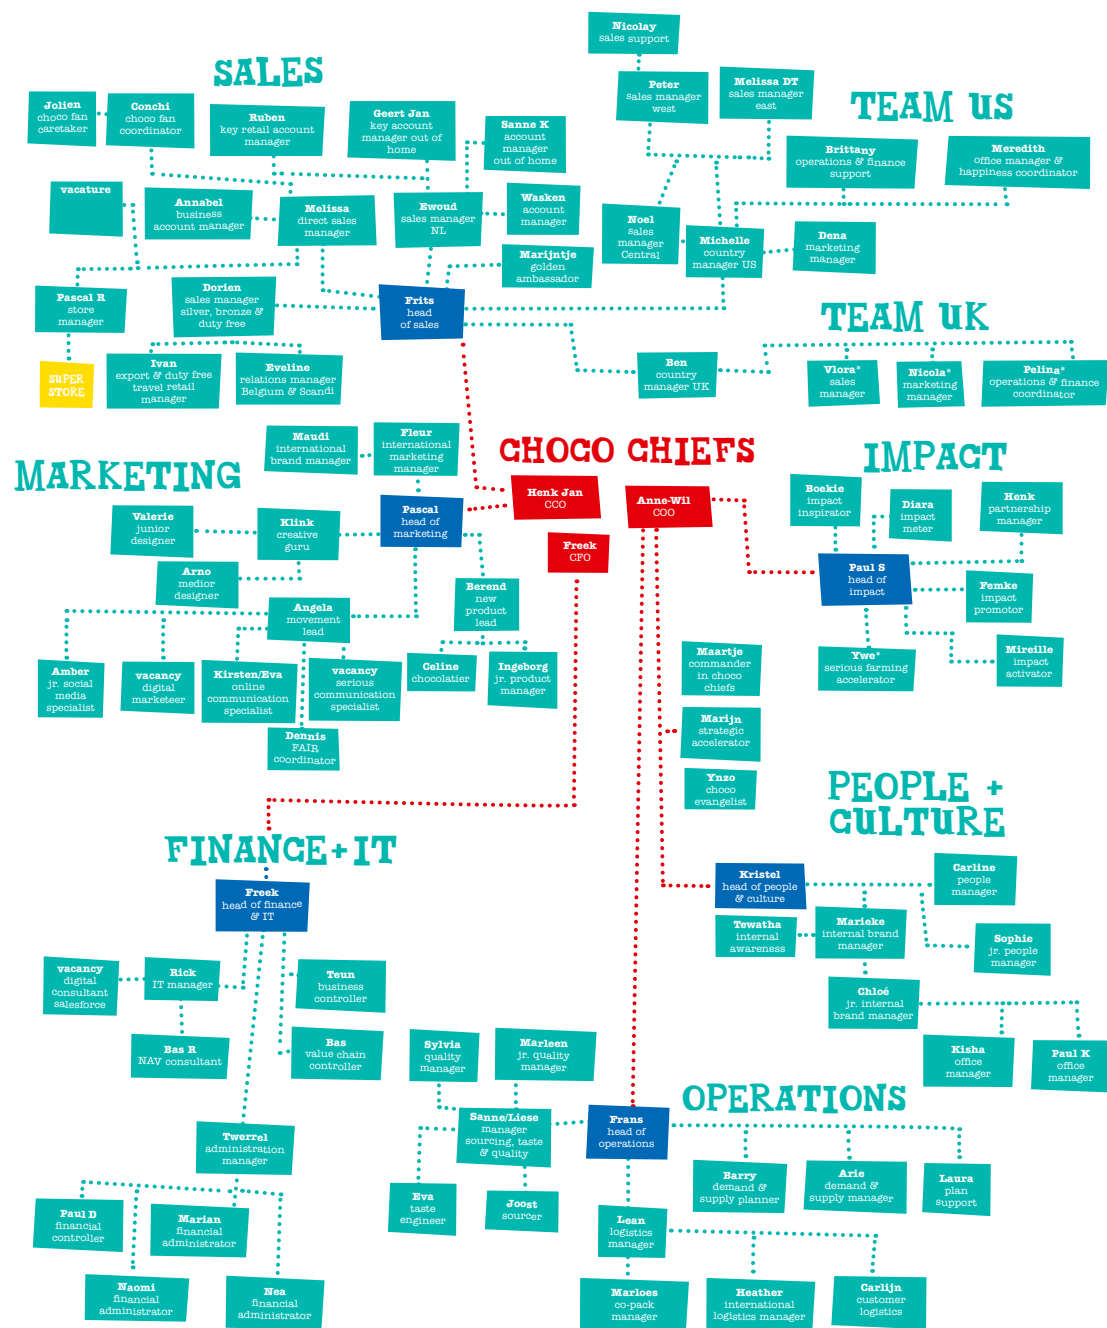 Nicolay
sales support
SALES
Peter
sales manager
west
Melissa DT
sales manager
east
TEAM US
Jolien
choco fan
caretaker
Conchi
choco fan
coordinator
Ruben
key retail account
manager
Geert Jan
key account
manager out of
home
Sanne K
account
manager
out of home
Brittany
operations & finance
support
Meredith
office manager &
happiness coordinator
vacature
Annabel
business
account manager
Melissa
direct sales
manager
Ewoud
sales manager
NL
Wasken
account
manager
Noel
sales
manager
Central
Michelle
country
manager US
Dena
marketing
manager
Marijntje
golden
ambassador
Pascal R
store
manager
Dorien
sales manager
silver, bronze &
duty free
Frits
head
of sales
TEAM UK
SUPER
STORE
Ivan
export & duty free
travel retail
manager
Eveline
relations manager
Belgium & Scandi
Ben
country
manager UK
Vlora*
sales
manager
Nicola*
marketing
manager
Pelina*
operations & finance
coordinator
MARKETING
Maudi
international
brand manager
Fleur
international
marketing
manager
CHOCO CHIEFS
IMPACT
Henk Jan
CCO
Anne-Wil
COO
Freek
CFO
Boekie
impact
inspirator
Diara
impact
meter
Henk
partnership
manager
Valerie
junior
designer
Klink
creative
guru
Pascal
head of
marketing
Paul S
head of
impact
Arno
medior
designer
Angela
movement
lead
Berend
new
product
lead
Femke
impact
promotor
Amber
jr. social
media
specialist
vacancy
digital
marketeer
Kirsten/Eva
online
communication
specialist
vacancy
serious
communication
specialist
Celine
chocolatier
Ingeborg
jr. product
manager
Maartje
commander
in choco
chiefs
Ywe*
serious farming
accelerator
Mireille
impact
activator
Dennis
FAIR
coordinator
Marijn
strategic
accelerator
Ynzo
choco
evangelist
PEOPLE +
CULTURE
FINANCE+IT
Freek
head of finance
& IT
Kristel
head of people
& culture
Carline
people
manager
Tewatha
internal
awareness
Marieke
internal brand
manager
Sophie
jr. people
manager
vacancy
digital
consultant
salesforce
Rick
IT manager
Teun
business
controller
Chloé
jr. internal
brand manager
Bas R
NAV consultant
Bas
value chain
controller
Sylvia
quality
manager
Marleen
jr. quality
manager
Kisha
office
manager
Paul K
office
manager
OPERATIONS
Twerrel
administration
manager
Sanne/Liese
manager
sourcing, taste
& quality
Frans
head of
operations
Barry
demand &
supply planner
Arie
demand &
supply manager
Laura
plan
support
Paul D
financial
controller
Marian
financial
administrator
Eva
taste
engineer
Joost
sourcer
Lean
logistics
manager
Naomi
financial
administrator
Nea
financial
administrator
Marloes
co-pack
manager
Heather
international
logistics manager
Carlijn
customer
logistics